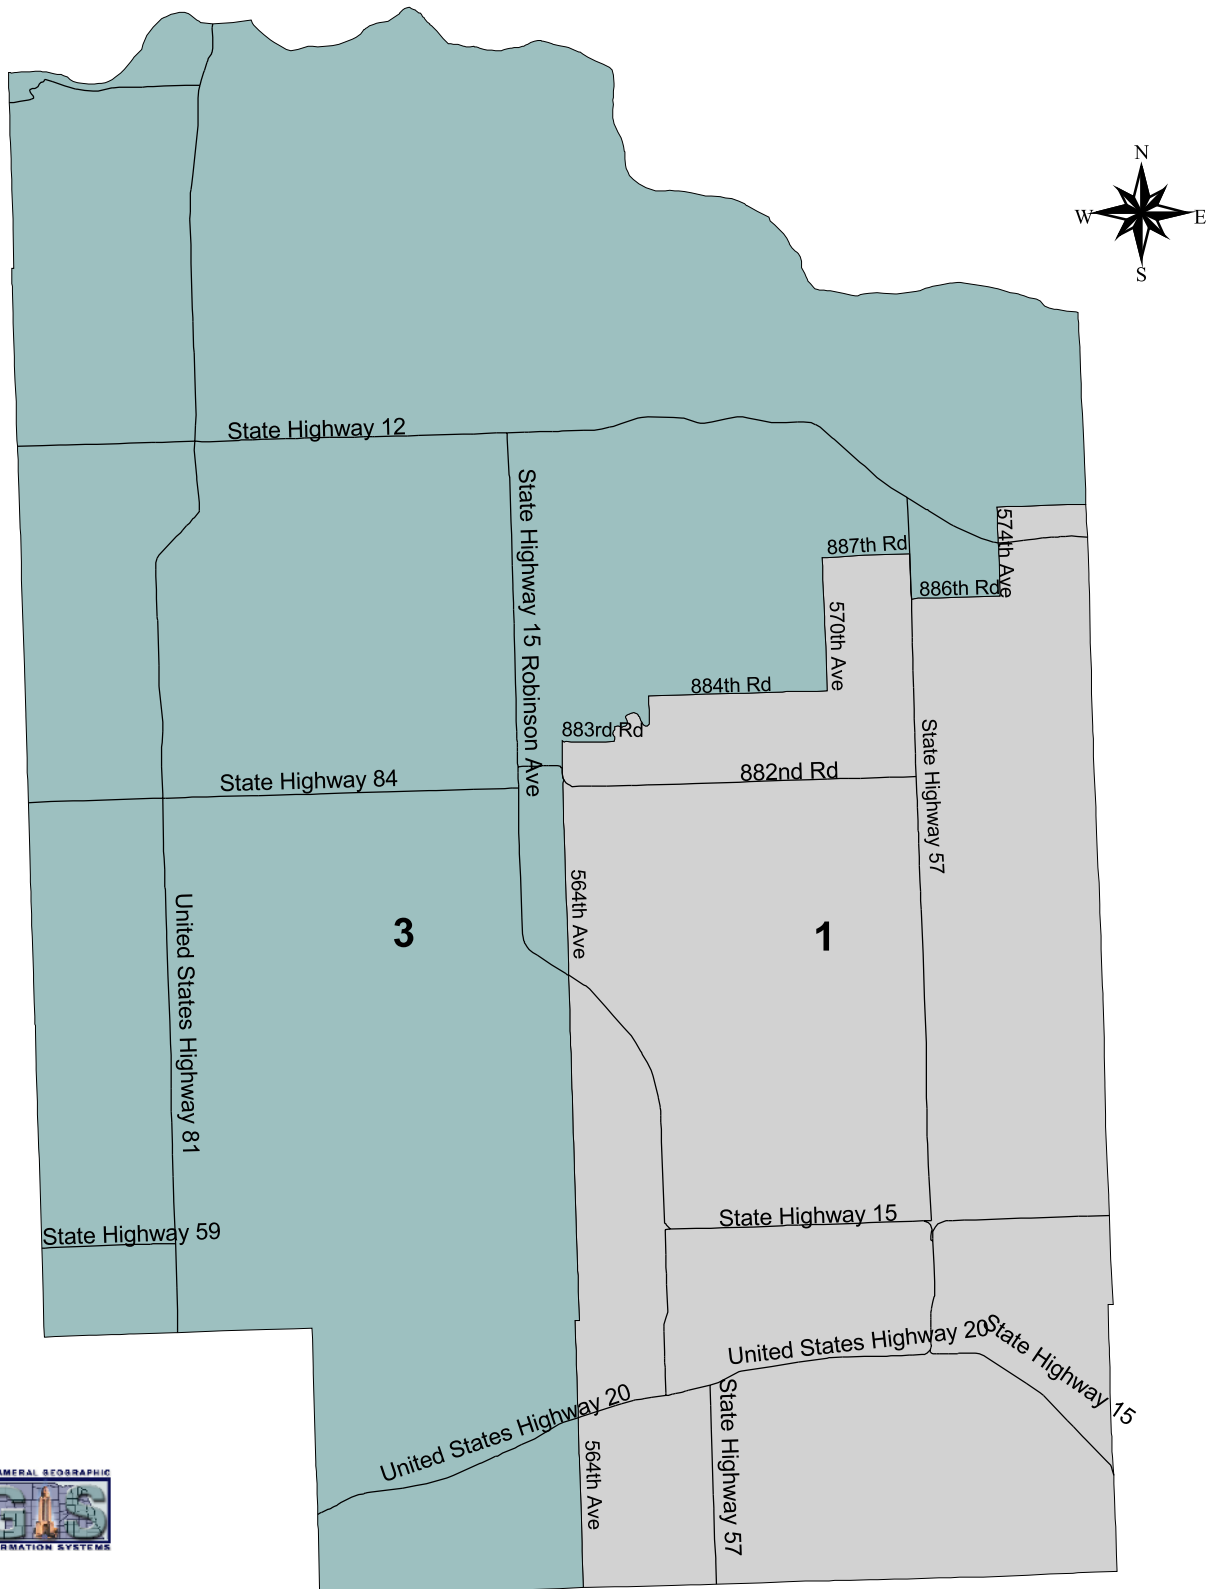 N
W E
S
State Highway 12
State Highway 15 Robinson Ave
574th Ave
887th Rd
886th Rd
570th Ave
884th Rd
883rd Rd
State Highway 57
882nd Rd
State Highway 84
564th Ave
United States Highway 81
3
1
State Highway 15
State Highway 59
State Highway 15
United States Highway 20
United States Highway 20
State Highway 57
564th Ave
GEOGRAPHIC
GIS
SYSTEMS